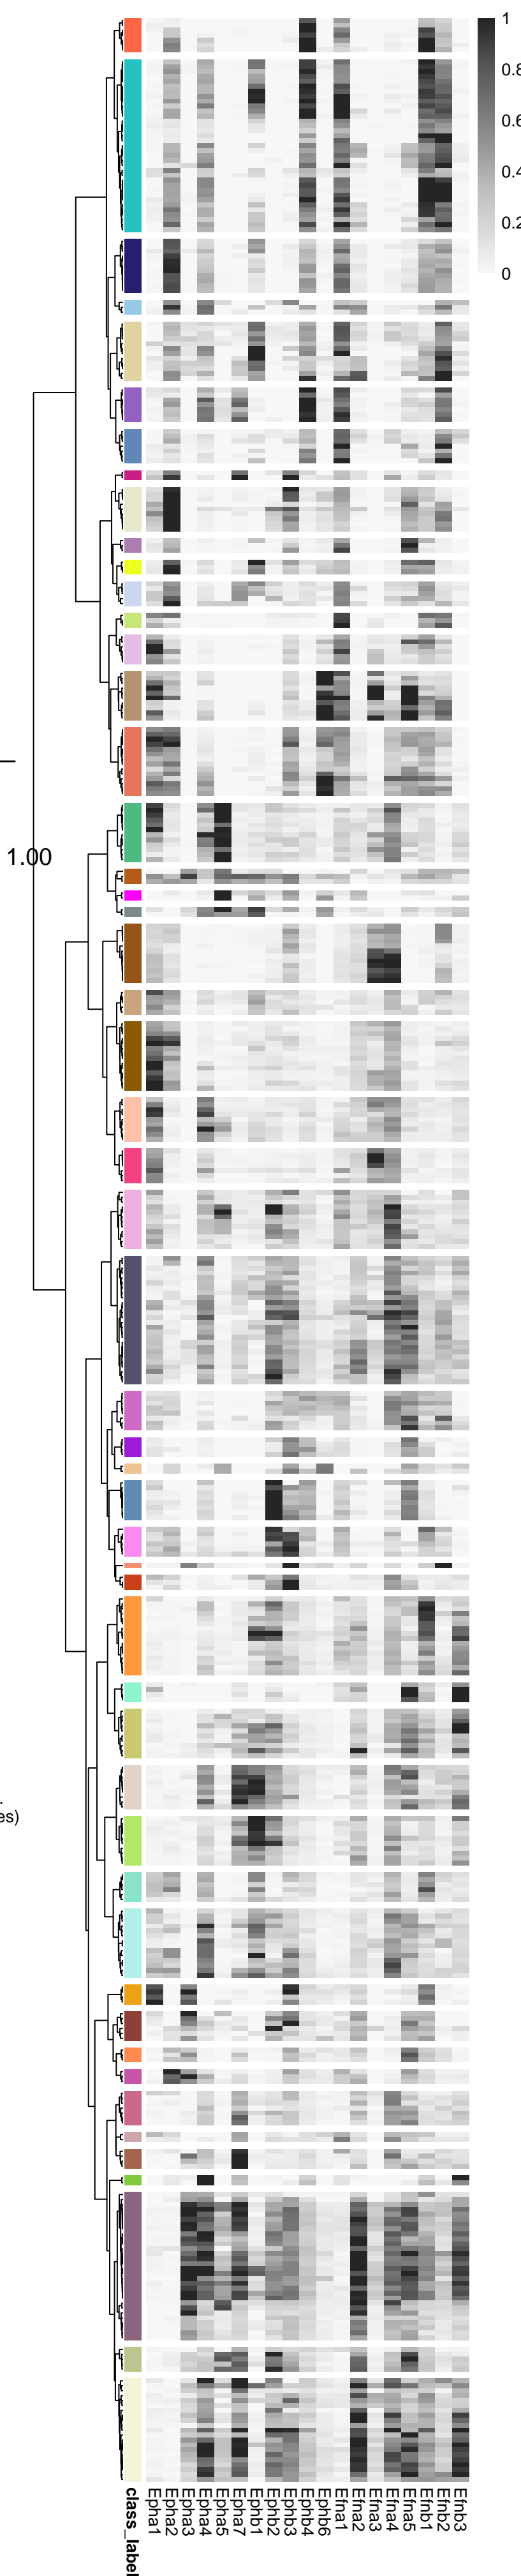 1
0.8
0.6
0.4
0.2
0
1.00
.
es)
class_label
Epha1
Epha2
Epha3
Epha4
Epha5
Epha7
Ephb1
Ephb2
Ephb3
Ephb4
Ephb6
Efna1
Efna2
Efna3
Efna4
Efna5
Efnb1
Efnb2
Efnb3